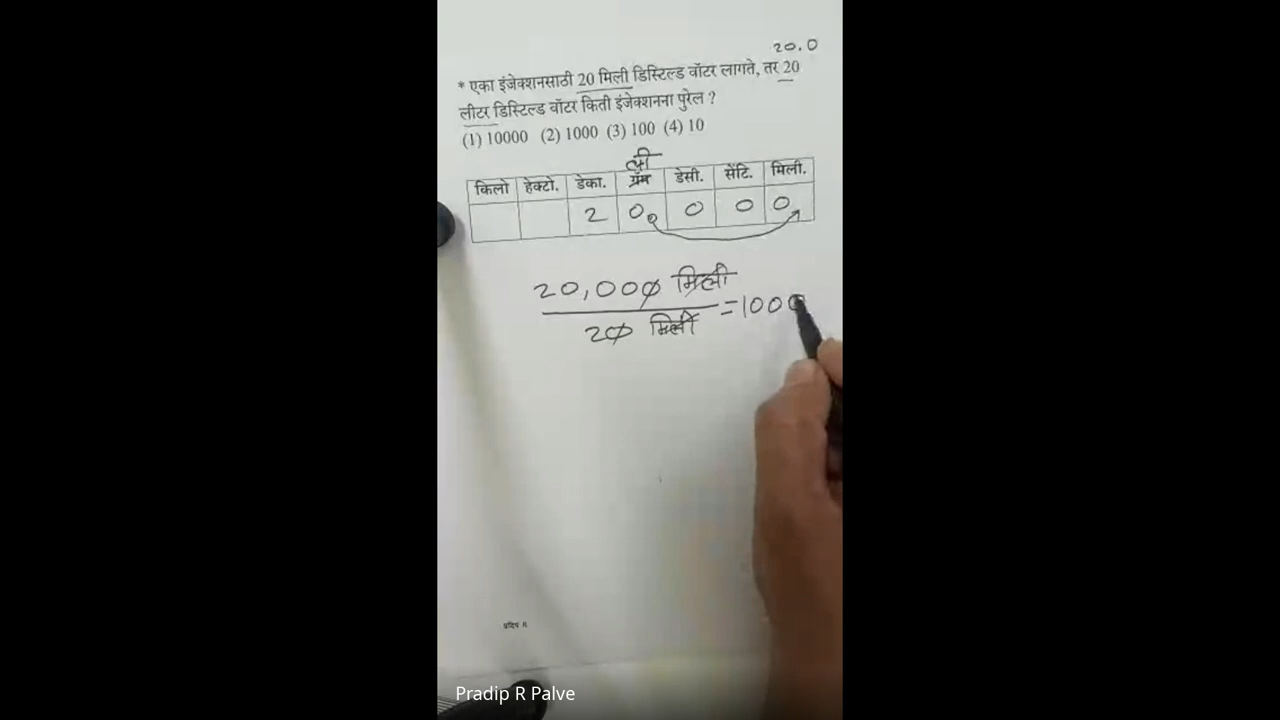 20.0
* एका इंजेक्शनसाठी 20 मिली डिस्टिल्ड वॉटर लागते, तर 20
लीटर डिस्टिल्ड वॉटर किती इंजेक्शनना पुरेल ?
(1) 10000 (2) 1000 (3) 100 (4) 10
ली
किलो हेक्टो. डेका. ग्रॅम डेसी. सेंटि. मिली.
2 0. 0 0 0
20,000 मिली
20 मिली
=1000
प्रदिप R
Pradip R Palve